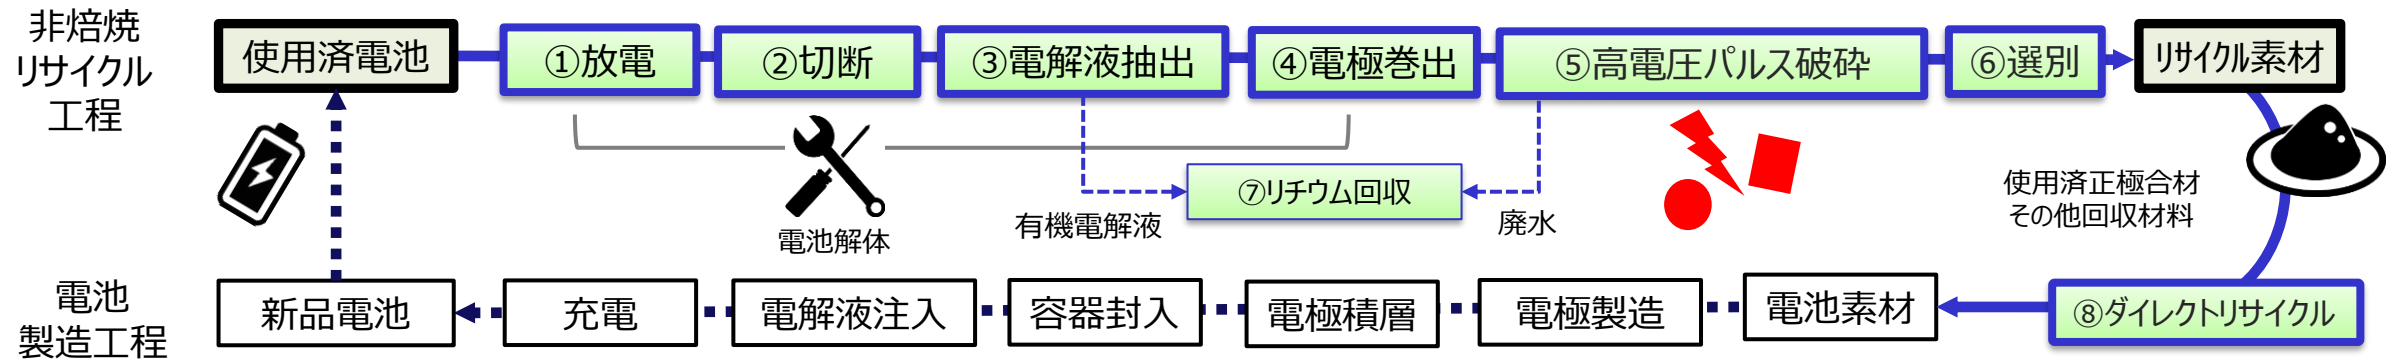 非焙焼
リサイクル
工程
使用済電池
①放電
②切断
③電解液抽出
④電極巻出
⑤高電圧パルス破砕
⑥選別
リサイクル素材
⑦リチウム回収
有機電解液
廃水
電池解体
使用済正極合材
その他回収材料
電池
製造工程
新品電池
充電
電解液注入
容器封入
電極積層
電極製造
電池素材
⑧ダイレクトリサイクル